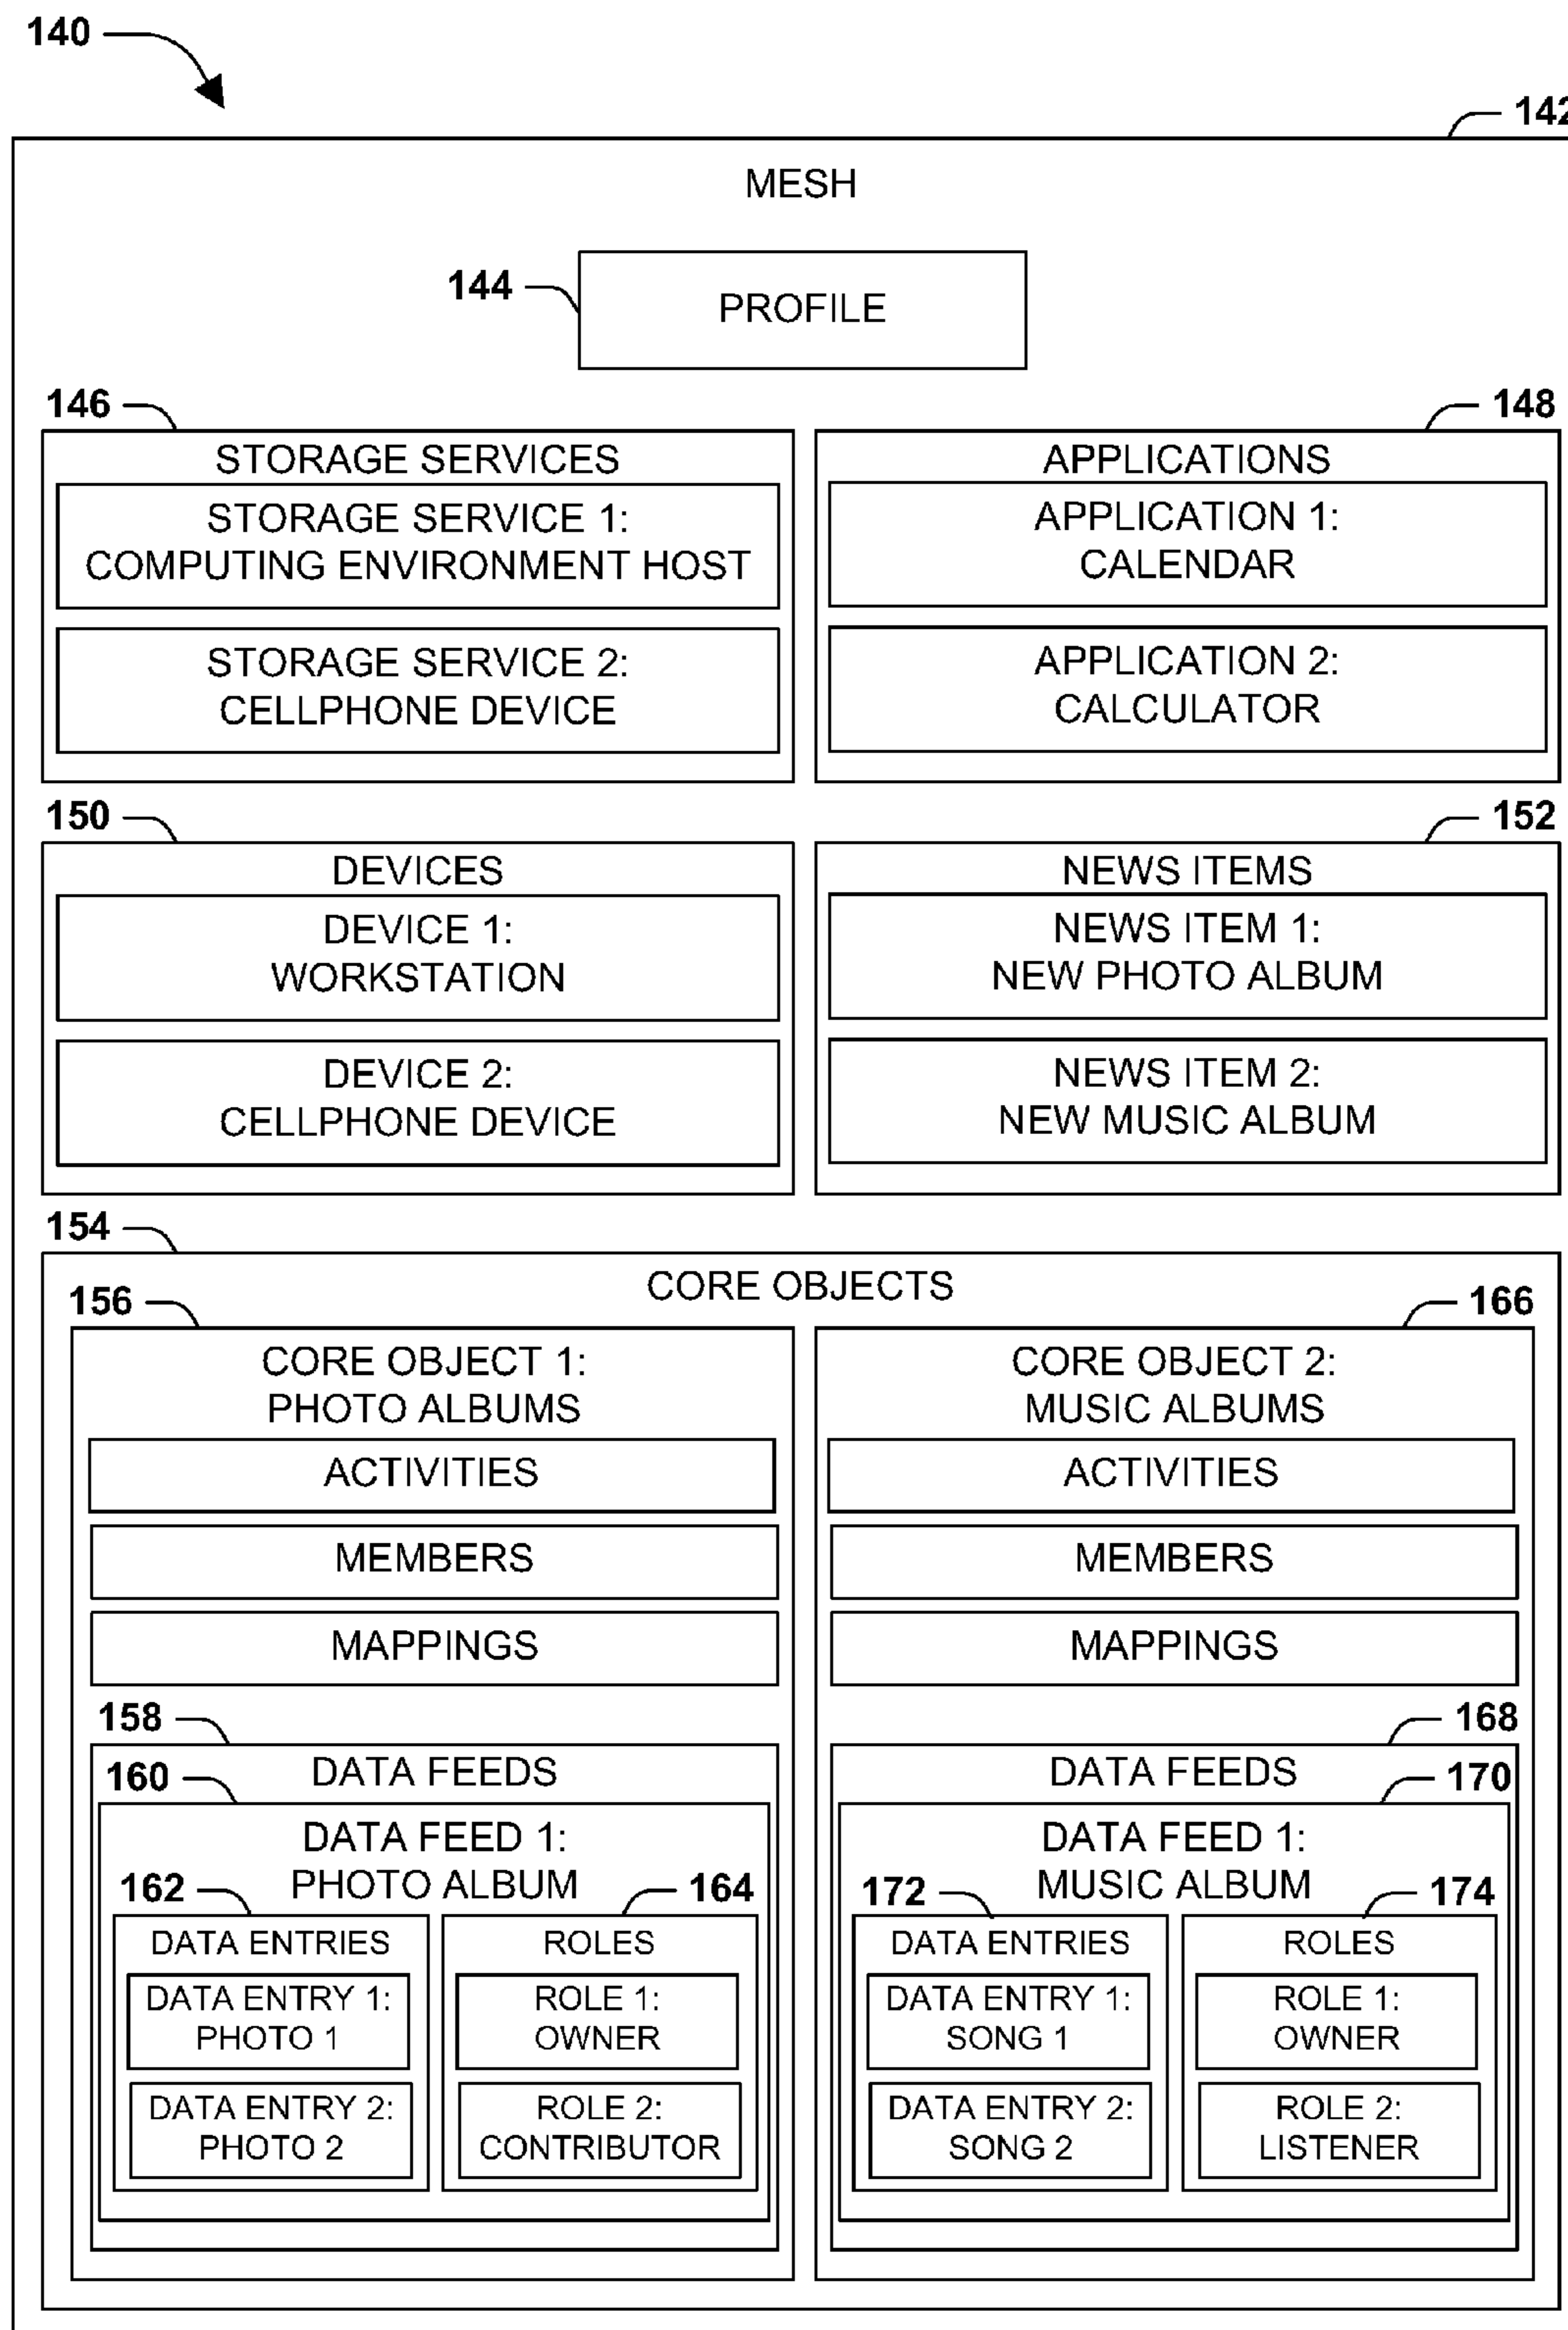 140
142
MESH
144
PROFILE
146
148
STORAGE SERVICES
STORAGE SERVICE 1:
COMPUTING ENVIRONMENT HOST
STORAGE SERVICE 2:
CELLPHONE DEVICE
APPLICATIONS
APPLICATION 1:
CALENDAR
APPLICATION 2:
CALCULATOR
150
152
DEVICES
DEVICE 1:
WORKSTATION
DEVICE 2:
CELLPHONE DEVICE
NEWS ITEMS
NEWS ITEM 1:
NEW PHOTO ALBUM
NEWS ITEM 2:
NEW MUSIC ALBUM
154
CORE OBJECTS
156
166
CORE OBJECT 1:
PHOTO ALBUMS
ACTIVITIES
MEMBERS
MAPPINGS
158
DATA FEEDS
160
DATA FEED 1:
PHOTO ALBUM
162
164
DATA ENTRIES
DATA ENTRY 1:
PHOTO 1
DATA ENTRY 2:
PHOTO 2
ROLES
ROLE 1:
OWNER
ROLE 2:
CONTRIBUTOR
CORE OBJECT 2:
MUSIC ALBUMS
ACTIVITIES
MEMBERS
MAPPINGS
168
DATA FEEDS
170
DATA FEED 1:
MUSIC ALBUM
172
174
DATA ENTRIES
DATA ENTRY 1:
SONG 1
DATA ENTRY 2:
SONG 2
ROLES
ROLE 1:
OWNER
ROLE 2:
LISTENER